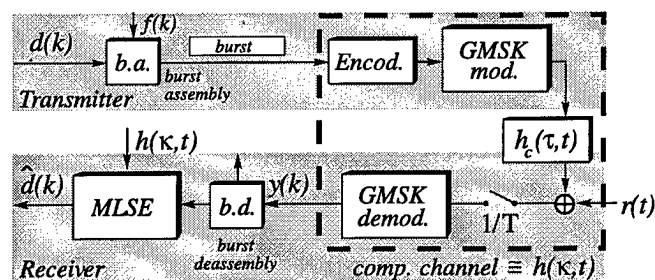 f(k)
d(k)
b.a.
burst
burst
assembly
Encod.
GMSK
mod.
Transmitter
h(κ,t)
h_c(τ,t)
d̂(k)
MLSE
b.d.
y(k)
GMSK
demod.
1/T
r(t)
burst
deassembly
Receiver
comp. channel ≡ h(κ,t)